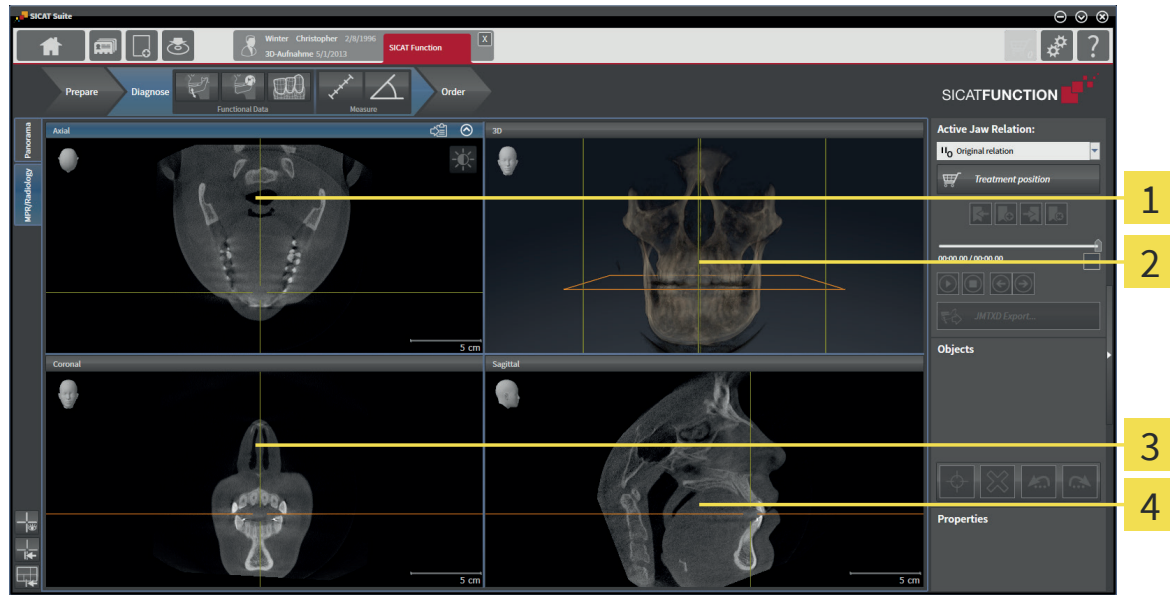 SICAT Suite
Winter Christopher 2/8/1996
3D-Aufnahme 5/1/2013
SICAT Function
X
?
Prepare
Diagnose
Functional Data
Measure
Order
SICATFUNCTION
Panorama
MPR/Radiology
Axial
5 cm
3D
Coronal
5 cm
Sagittal
5 cm
Active Jaw Relation:
Original relation
Treatment position
00:00.00 / 00:00.00
JMTXD Export...
Objects
Properties
1
2
3
4